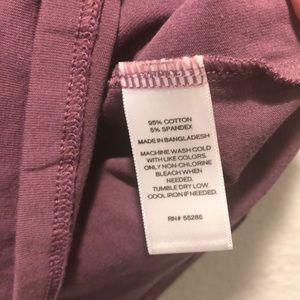 95% COTTON
5% SPANDEX
MADE IN BANGLADESH
MACHINE WASH COLD
WITH LIKE COLORS.
ONLY NON-CHLORINE
BLEACH WHEN
NEEDED.
TUMBLE DRY LOW
COOL IRON IF NEEDED.
RN# 55285